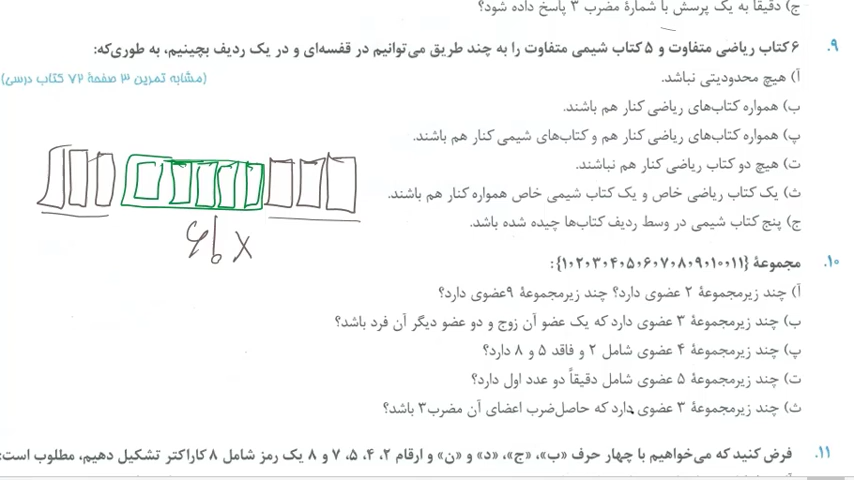 ج) دقیقاً به یک پرسش با شمارهٔ مضرب ۳ پاسخ داده شود؟
۹. ۶ کتاب ریاضی متفاوت و ۵ کتاب شیمی متفاوت را به چند طریق می‌توانیم در قفسه‌ای و در یک ردیف بچینیم، به طوری‌که:
آ) هیچ محدودیتی نباشد. (مشابه تمرین ۳ صفحهٔ ۷۲ کتاب درسی)
ب) همواره کتاب‌های ریاضی کنار هم باشند.
پ) همواره کتاب‌های ریاضی کنار هم و کتاب‌های شیمی کنار هم باشند.
ت) هیچ دو کتاب ریاضی کنار هم نباشند.
ث) یک کتاب ریاضی خاص و یک کتاب شیمی خاص همواره کنار هم باشند.
ج) پنج کتاب شیمی در وسط ردیف کتاب‌ها چیده شده باشد.
۱۰. مجموعهٔ {۱,۲,۳,۴,۵,۶,۷,۸,۹,۱۰,۱۱}:
آ) چند زیرمجموعهٔ ۲ عضوی دارد؟ چند زیرمجموعهٔ ۹عضوی دارد؟
ب) چند زیرمجموعهٔ ۳ عضوی دارد که یک عضو آن زوج و دو عضو دیگر آن فرد باشد؟
پ) چند زیرمجموعهٔ ۴ عضوی شامل ۲ و فاقد ۵ و ۸ دارد؟
ت) چند زیرمجموعهٔ ۵ عضوی شامل دقیقاً دو عدد اول دارد؟
ث) چند زیرمجموعهٔ ۳ عضوی دارد که حاصل‌ضرب اعضای آن مضرب۳ باشد؟
۱۱. فرض کنید که می‌خواهیم با چهار حرف «ب»، «ج»، «د» و «ن» و ارقام ۲، ۴، ۵، ۷ و ۸ یک رمز شامل ۸ کاراکتر تشکیل دهیم، مطلوب است: